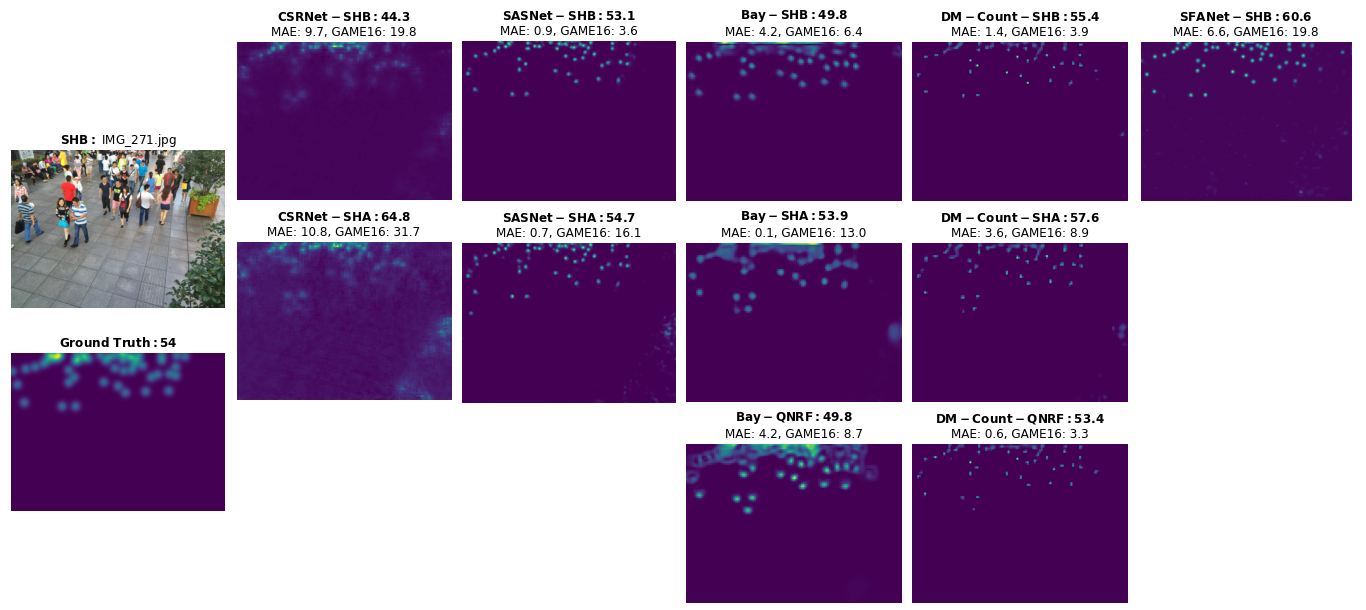 CSRNet-SHB: 44.3
MAE: 9.7, GAME16: 19.8
SASNet-SHB: 53.1
MAE: 0.9, GAME16: 3.6
Bay-SHB: 49.8
MAE: 4.2, GAME16: 6.4
DM-Count-SHB: 55.4
MAE: 1.4, GAME16: 3.9
SFANet-SHB: 60.6
MAE: 6.6, GAME16: 19.8
SHB: IMG_271.jpg
CSRNet-SHA: 64.8
MAE: 10.8, GAME16: 31.7
SASNet-SHA: 54.7
MAE: 0.7, GAME16: 16.1
Bay-SHA: 53.9
MAE: 0.1, GAME16: 13.0
DM-Count-SHA: 57.6
MAE: 3.6, GAME16: 8.9
Ground Truth: 54
Bay-QNRF: 49.8
MAE: 4.2, GAME16: 8.7
DM-Count-QNRF: 53.4
MAE: 0.6, GAME16: 3.3